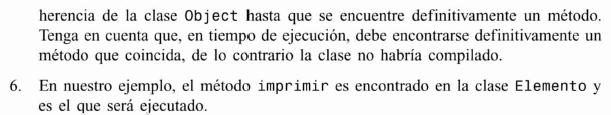 herencia de la clase Object hasta que se encuentre definitivamente un método.
Tenga en cuenta que, en tiempo de ejecución, debe encontrarse definitivamente un
método que coincida, de lo contrario la clase no habría compilado.
6. En nuestro ejemplo, el método imprimir es encontrado en la clase Elemento y
es el que será ejecutado.